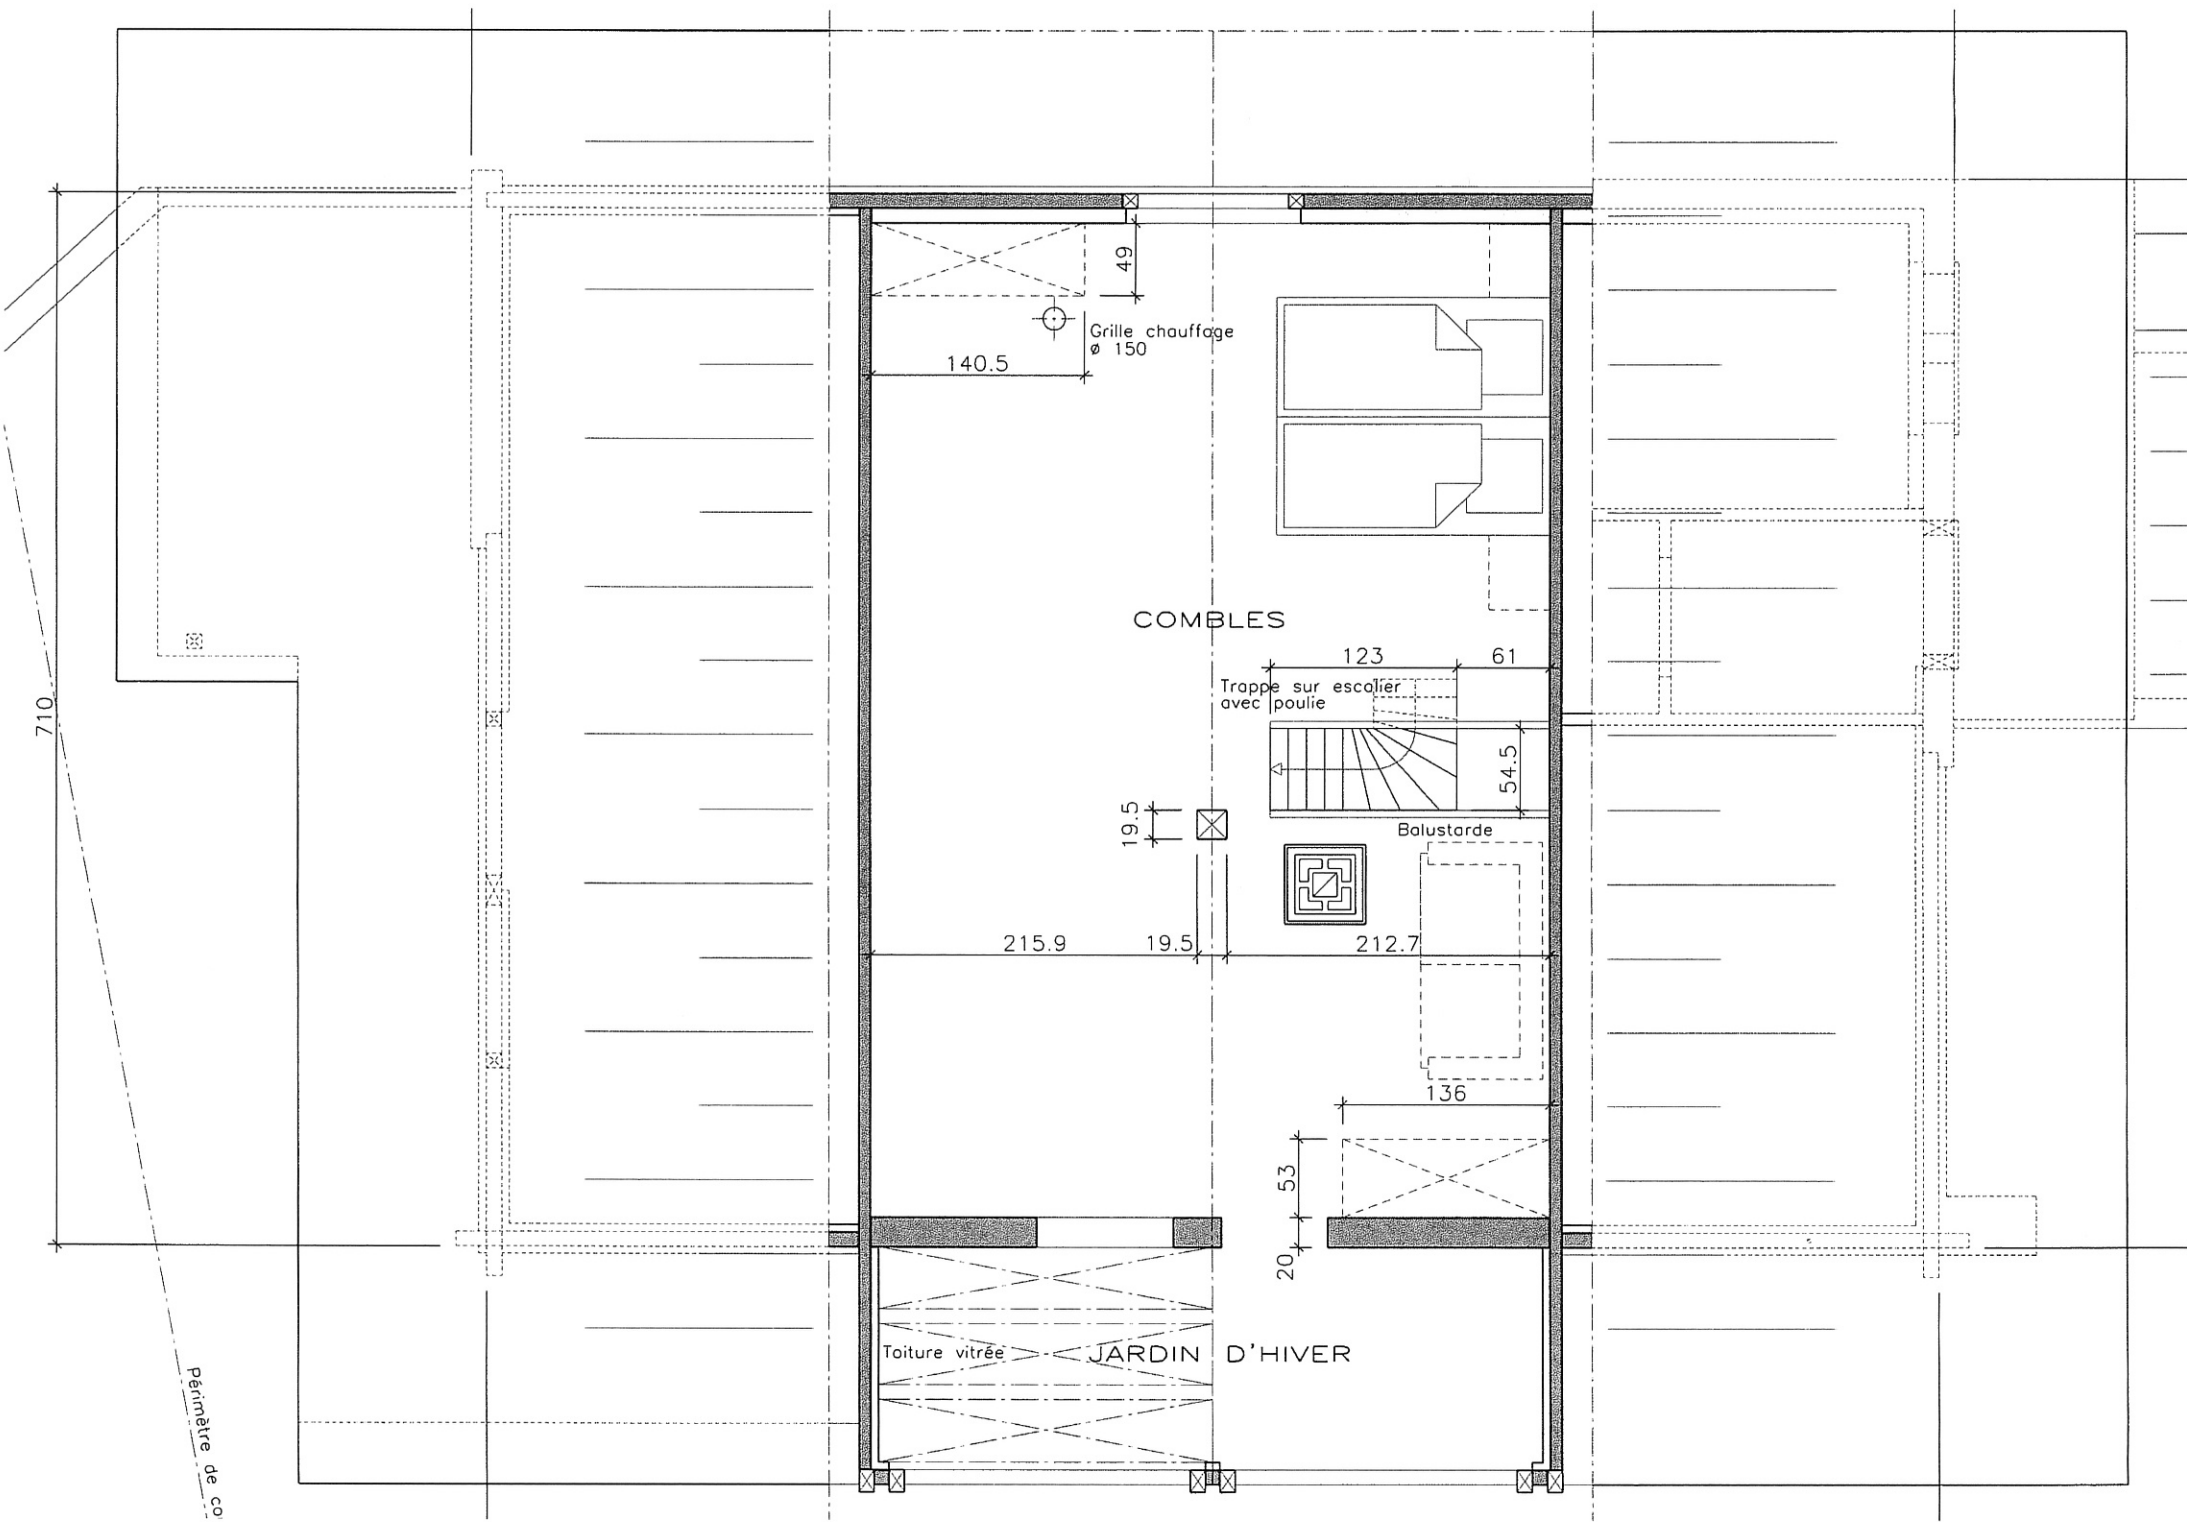 49
Grille chauffage
ø 150
140.5
COMBLES
123
61
Trappe sur escalier
avec poulie
710
54.5
19.5
Balustarde
215.9
19.5
212.7
136
53
20
Toiture vitrée
JARDIN D'HIVER
Périmètre de co